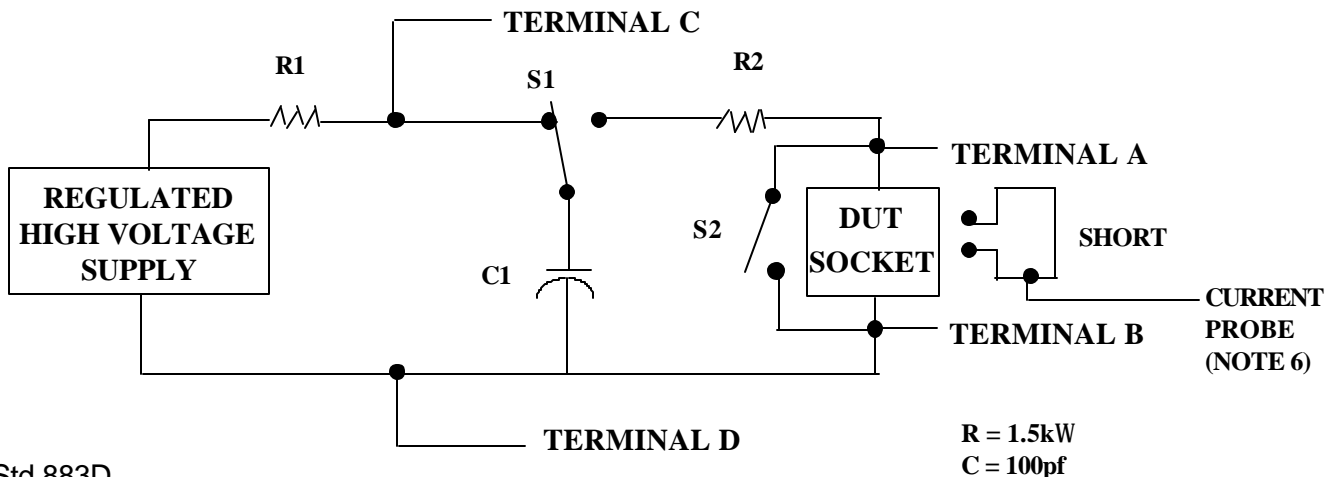 TERMINAL C
R1
S1
R2
TERMINAL A
REGULATED
HIGH VOLTAGE
SUPPLY
C1
S2
DUT
SOCKET
SHORT
CURRENT
PROBE
(NOTE 6)
TERMINAL B
TERMINAL D
R = 1.5kW
C = 100pf
Std 883D